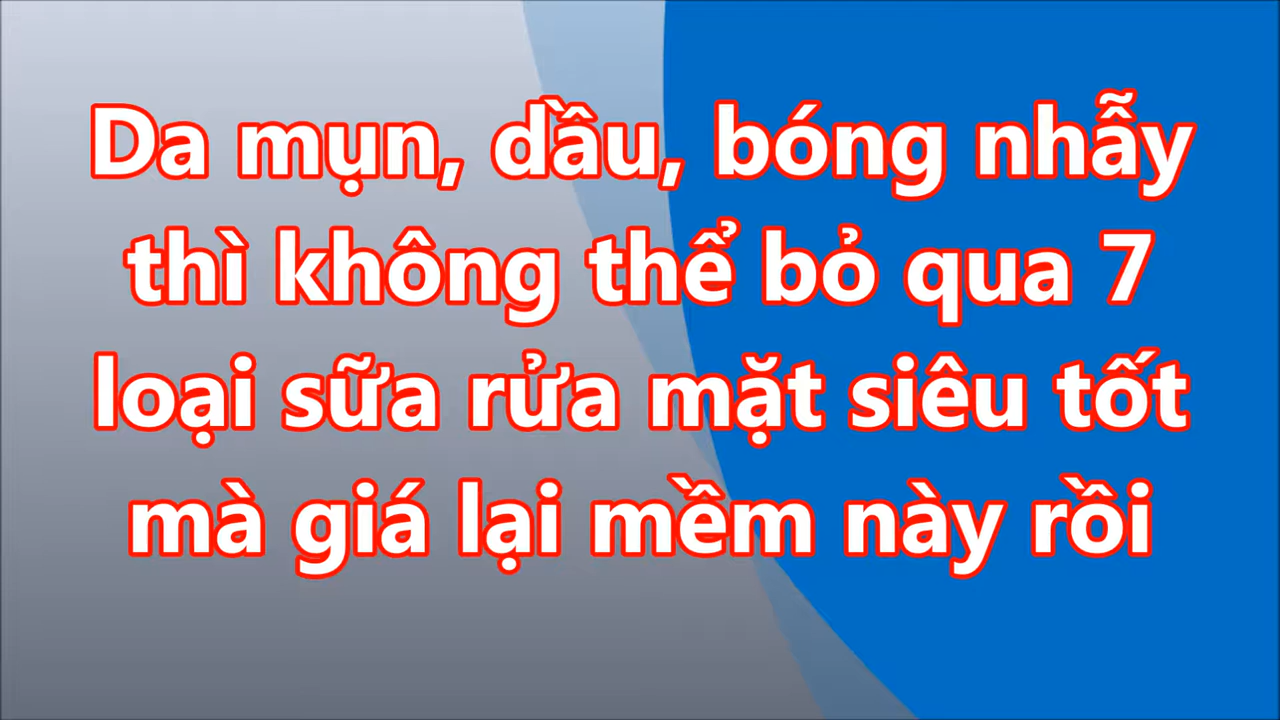 Da mụn, dầu, bóng nhẫy
thì không thể bỏ qua 7
loại sữa rửa mặt siêu tốt
mà giá lại mềm này rồi